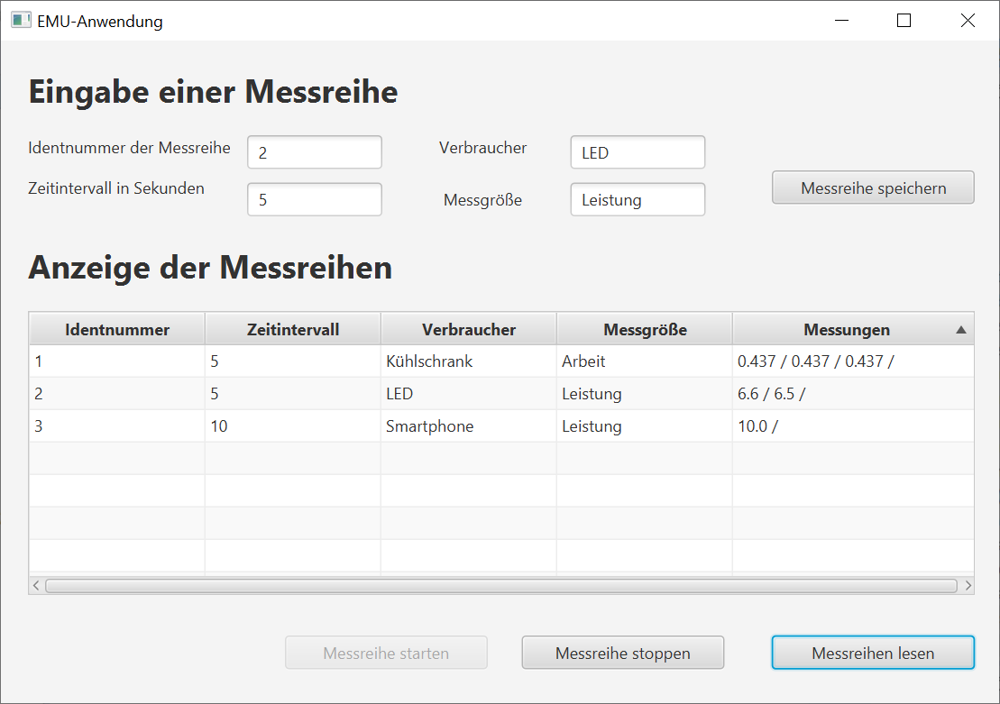 EMU-Anwendung
Eingabe einer Messreihe
Identnummer der Messreihe 2 Verbraucher LED
Zeitintervall in Sekunden 5 Messgröße Leistung Messreihe speichern
Anzeige der Messreihen
Identnummer Zeitintervall Verbraucher Messgröße Messungen
1 5 Kühlschrank Arbeit 0.437 / 0.437 / 0.437 /
2 5 LED Leistung 6.6 / 6.5 /
3 10 Smartphone Leistung 10.0 /
Messreihe starten Messreihe stoppen Messreihen lesen